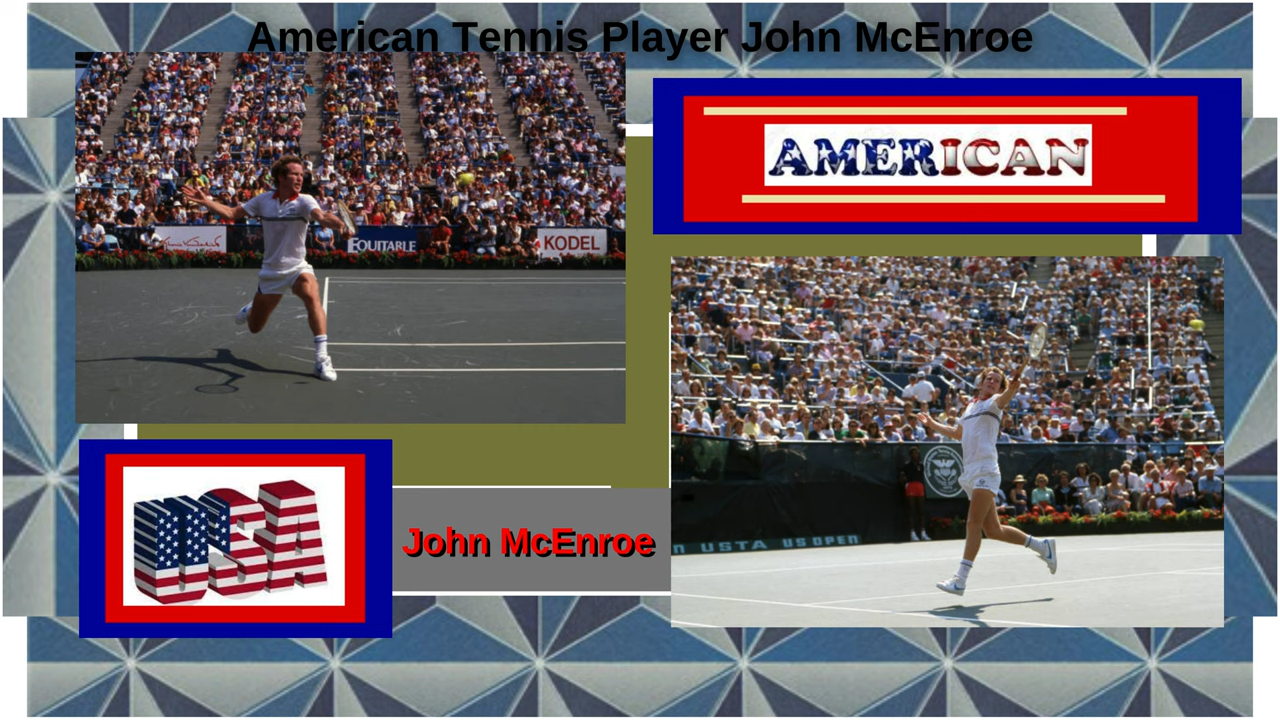 American Tennis Player John McEnroe
AMERICAN
EQUITABLE
KODEL
USA
John McEnroe
USTA US OPEN